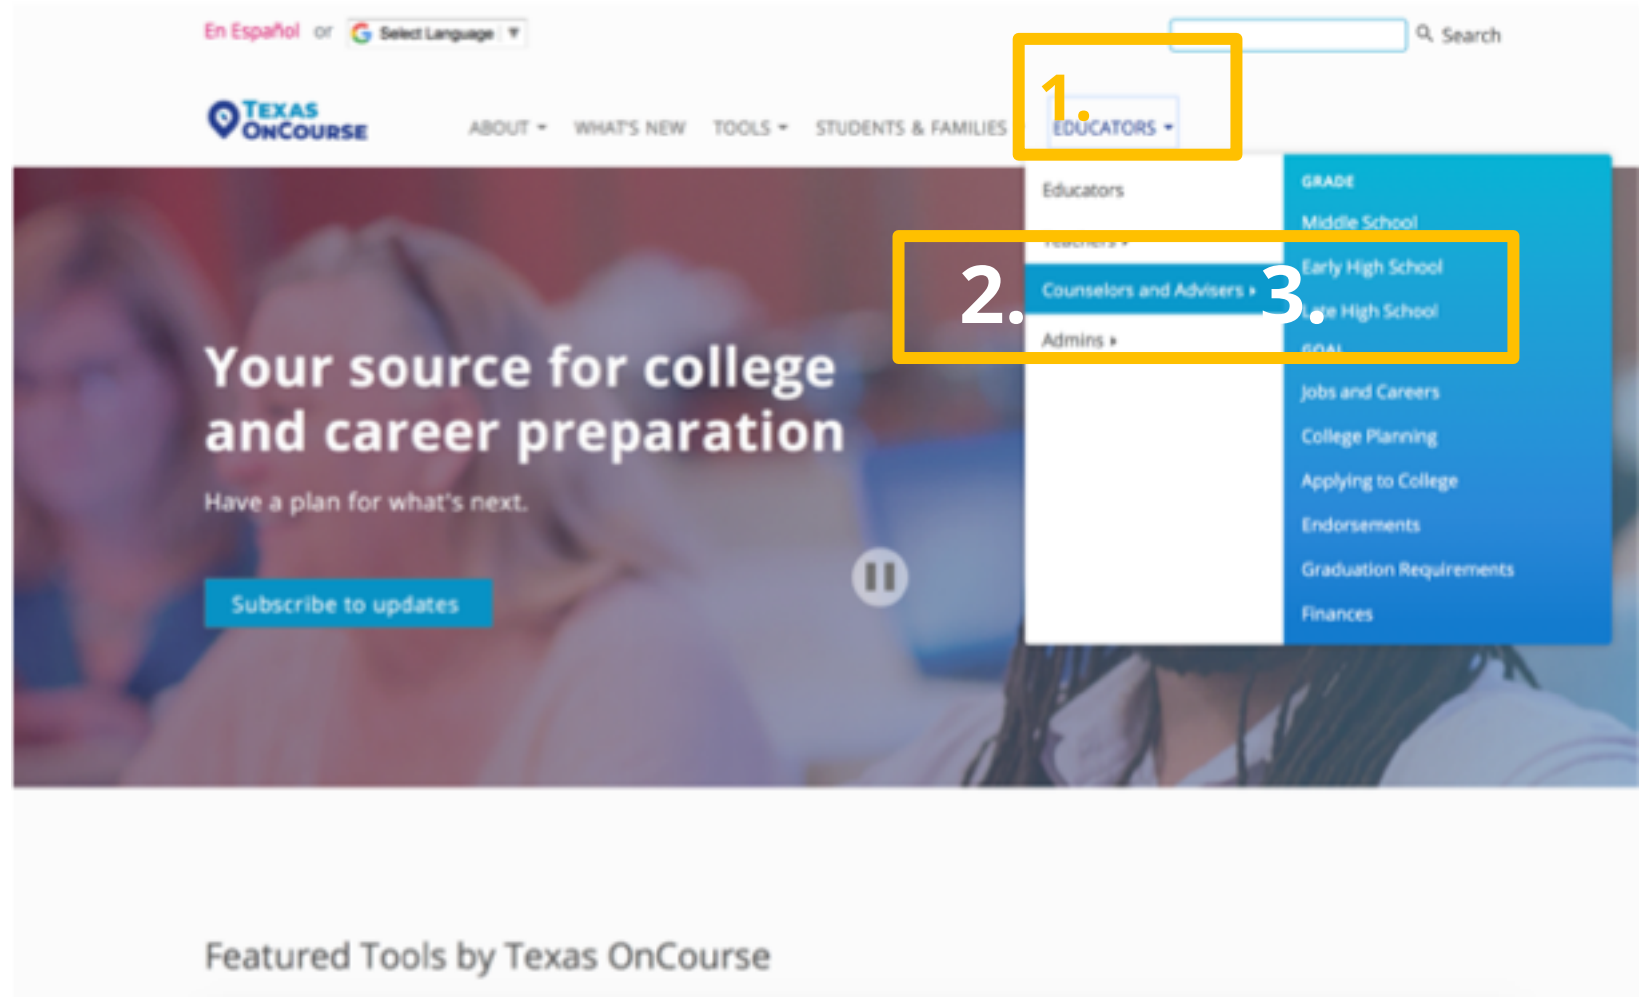 En Español or Select Language ▼
Search
1.
TEXAS
ONCOURSE
ABOUT WHAT'S NEW TOOLS STUDENTS & FAMILIES EDUCATORS
Educators
Teachers
2.
Counselors and Advisers
Admins
GRADE
Middle School
3.
Early High School
Late High School
GOAL
Jobs and Careers
College Planning
Applying to College
Endorsements
Graduation Requirements
Finances
Your source for college
and career preparation
Have a plan for what's next.
Subscribe to updates
Featured Tools by Texas OnCourse